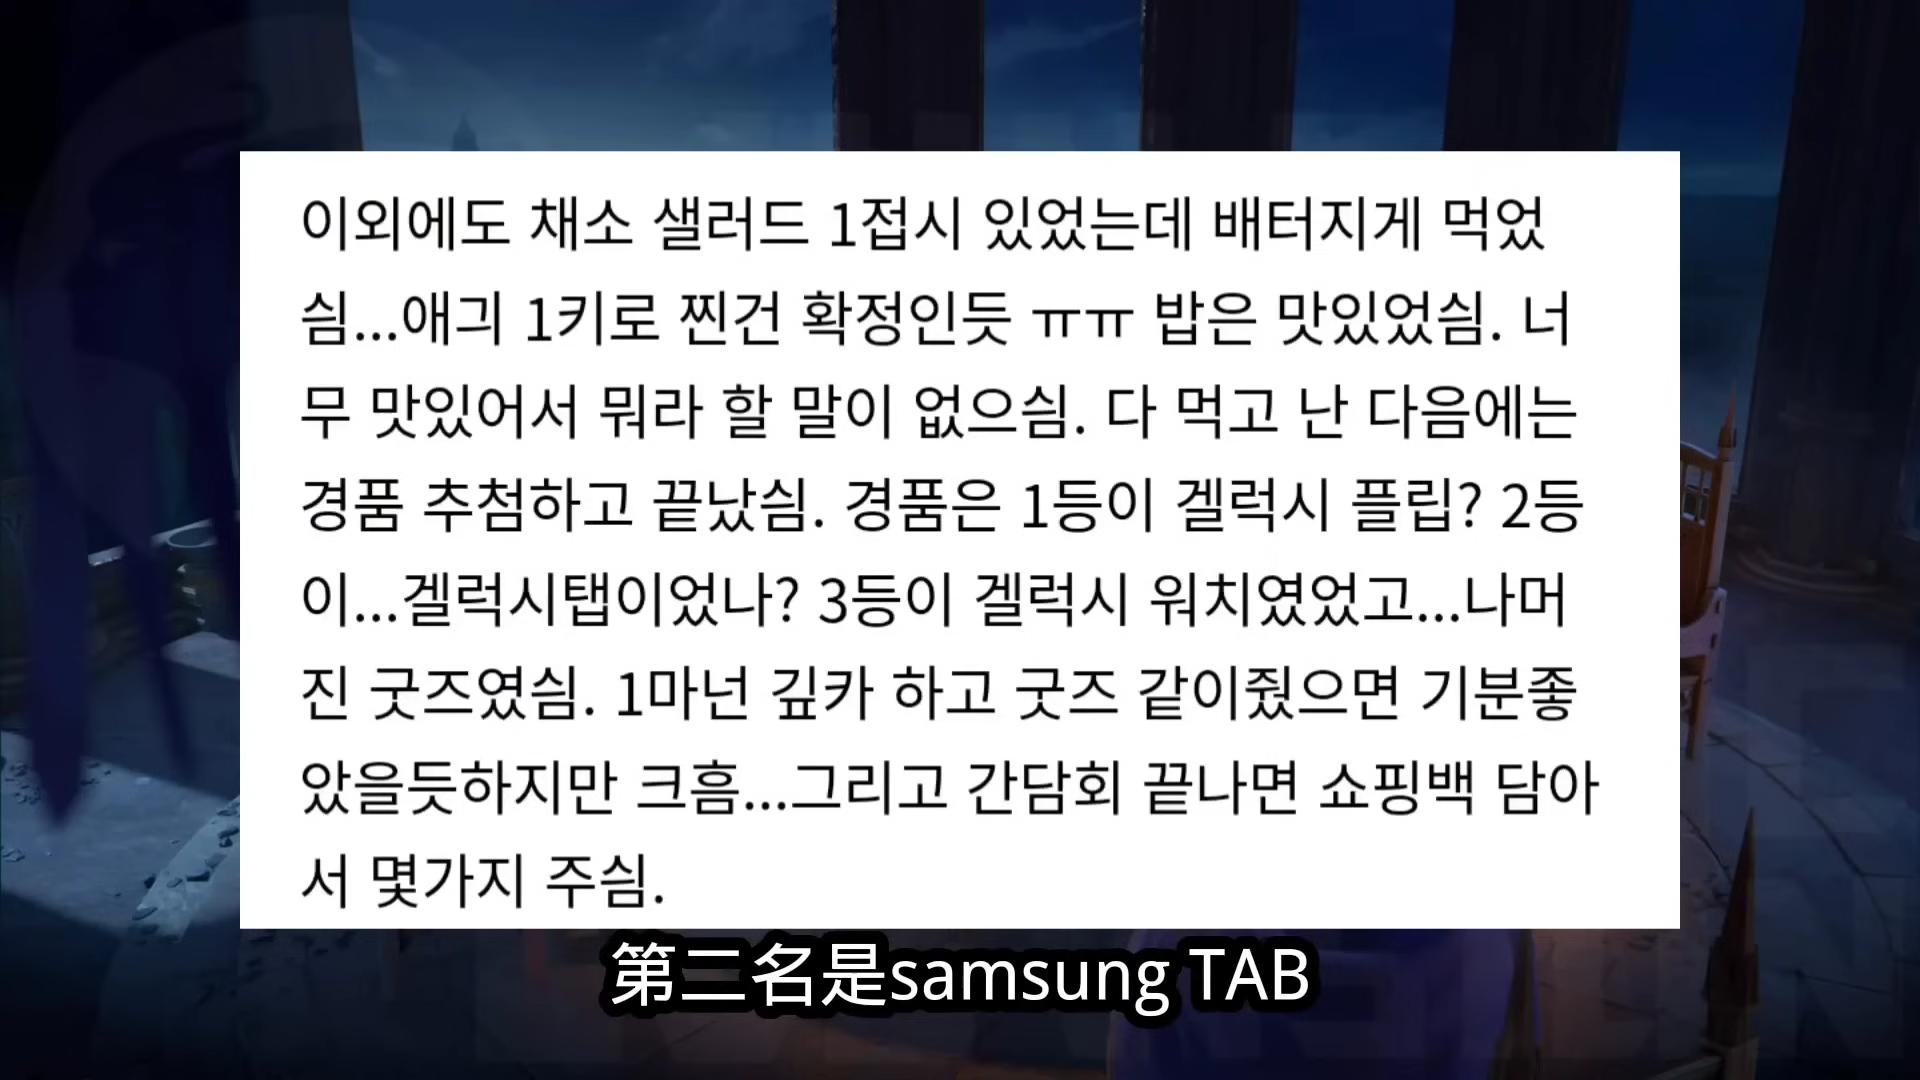 이외에도 채소 샐러드 1접시 있었는데 배터지게 먹었
심...애긔 1키로 찐건 확정인듯 ㅠㅠ 밥은 맛있었심. 너
무 맛있어서 뭐라 할 말이 없으심. 다 먹고 난 다음에는
경품 추첨하고 끝났심. 경품은 1등이 겔럭시 플립? 2등
이...겔럭시탭이었나? 3등이 겔럭시 워치였었고...나머
진 굿즈였심. 1마넌 깊카 하고 굿즈 같이줬으면 기분좋
았을듯하지만 크흠...그리고 간담회 끝나면 쇼핑백 담아
서 몇가지 주심.
第二名是samsung TAB